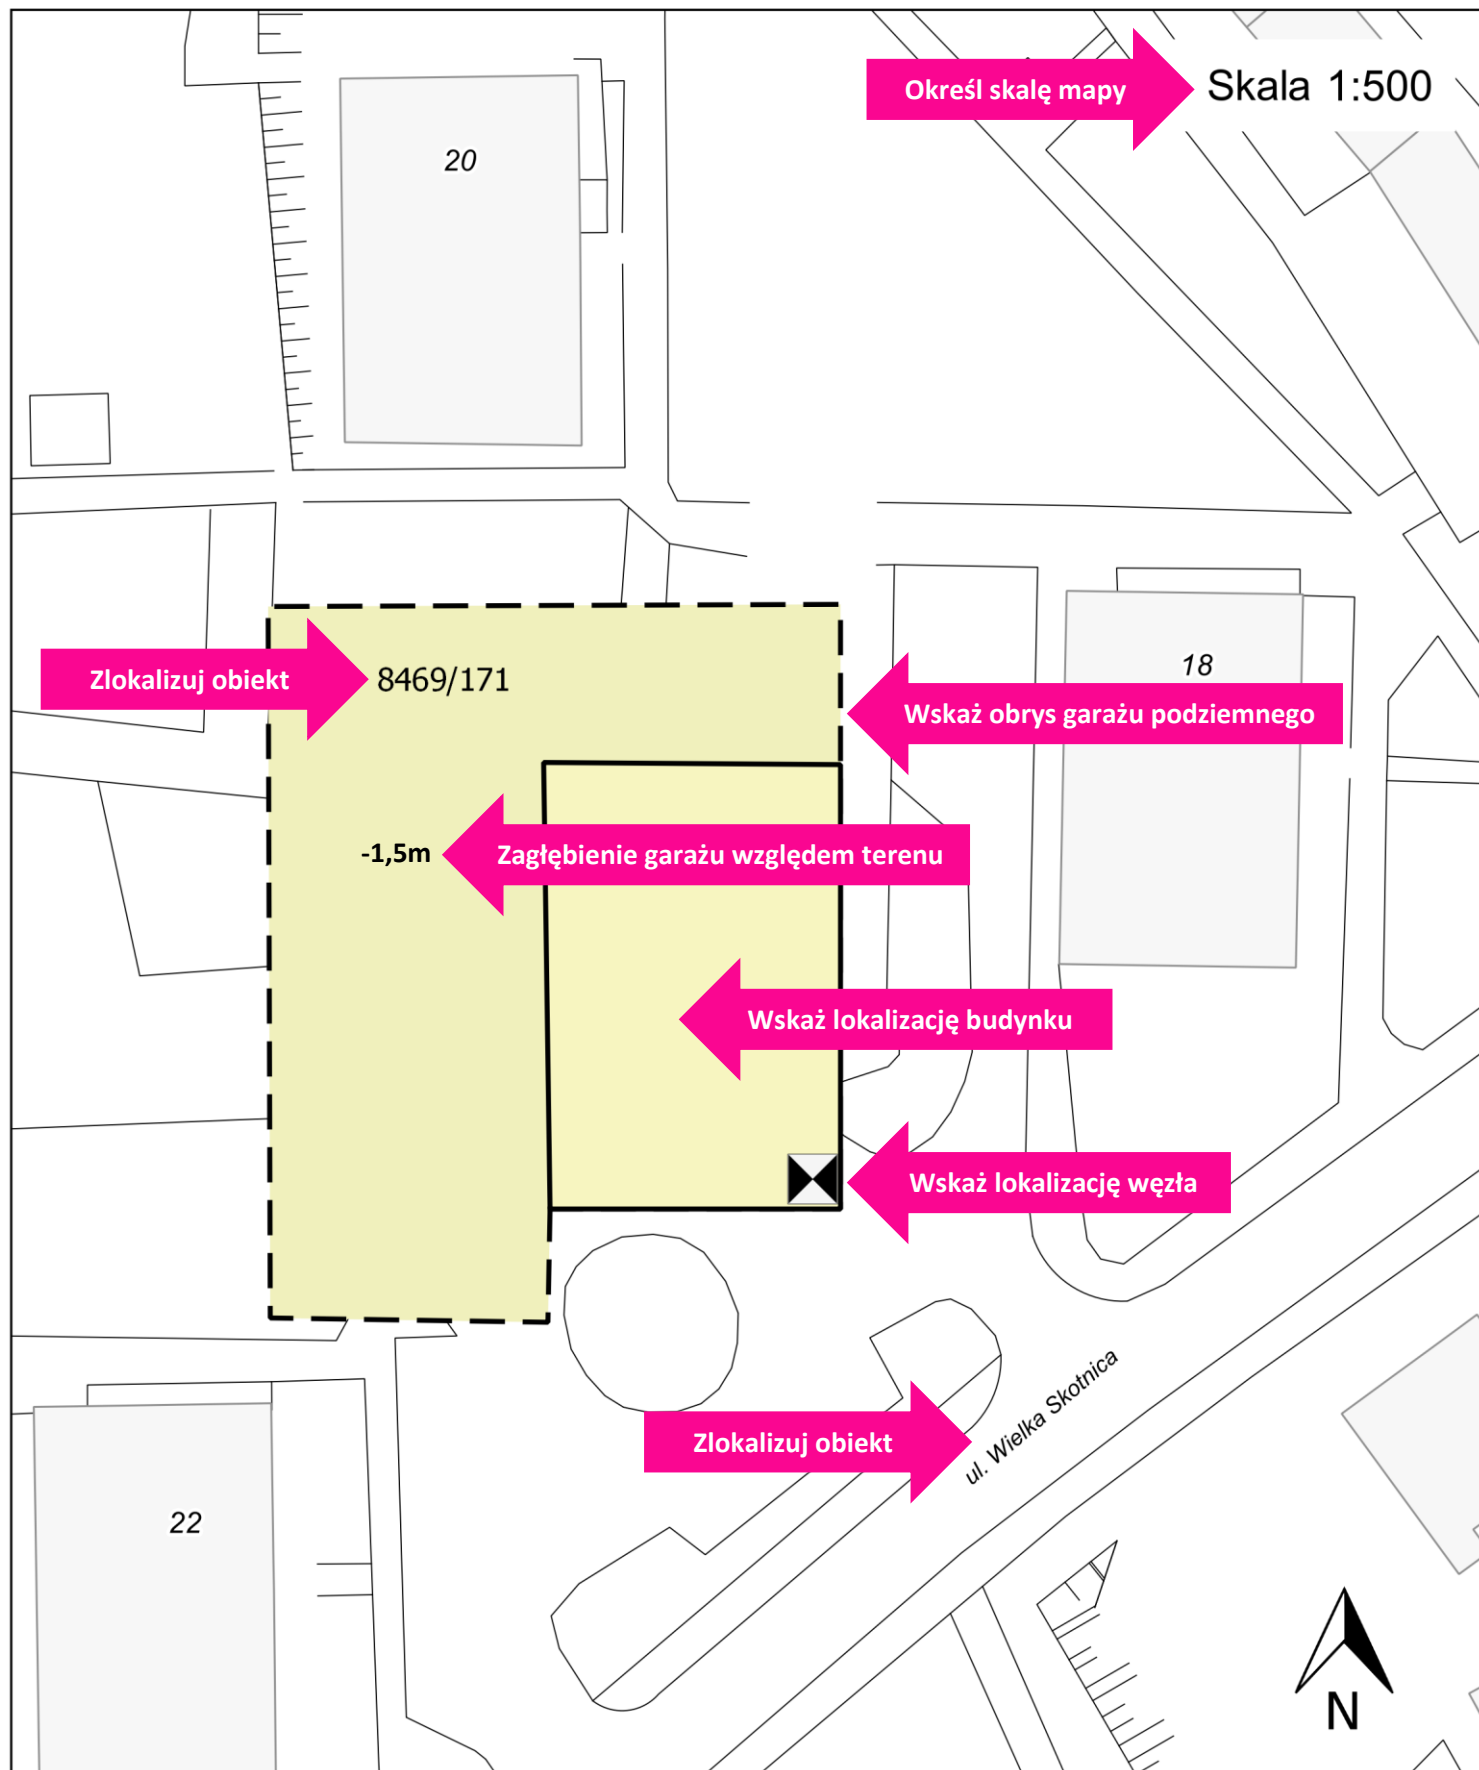 Określ skalę mapy
Skala 1:500
20
Zlokalizuj obiekt
8469/171
18
Wskaż obrys garażu podziemnego
-1,5m
Zagłębienie garażu względem terenu
Wskaż lokalizację budynku
Wskaż lokalizację węzła
ul. Wielka Skotnica
Zlokalizuj obiekt
22
N